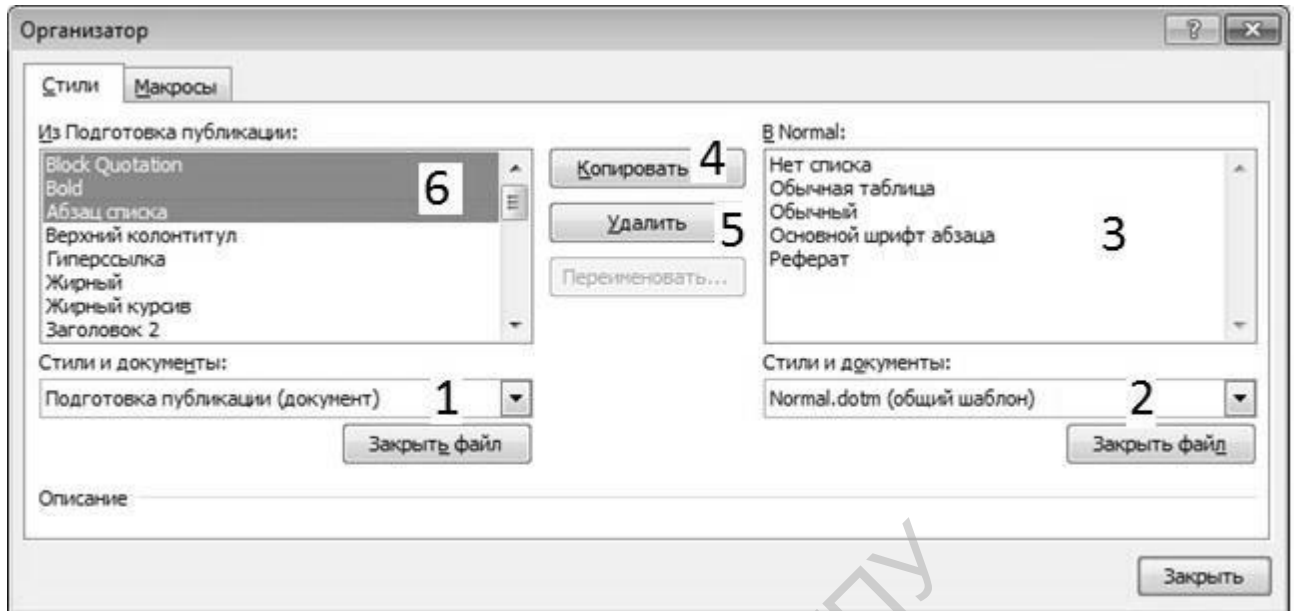 Организатор
Стили Макросы
Из Подготовка публикации:
Block Quotation
Bold
Абзац списка
Верхний колонтитул
Гиперссылка
Жирный
Жирный курсив
Заголовок 2
6
Копировать 4
Удалить 5
Переименовать...
В Normal:
Нет списка
Обычная таблица
Обычный
Основной шрифт абзаца
Реферат
3
Стили и документы:
Подготовка публикации (документ) 1
Закрыть файл
Стили и документы:
Normal.dotm (общий шаблон) 2
Закрыть файл
Описание
Закрыть